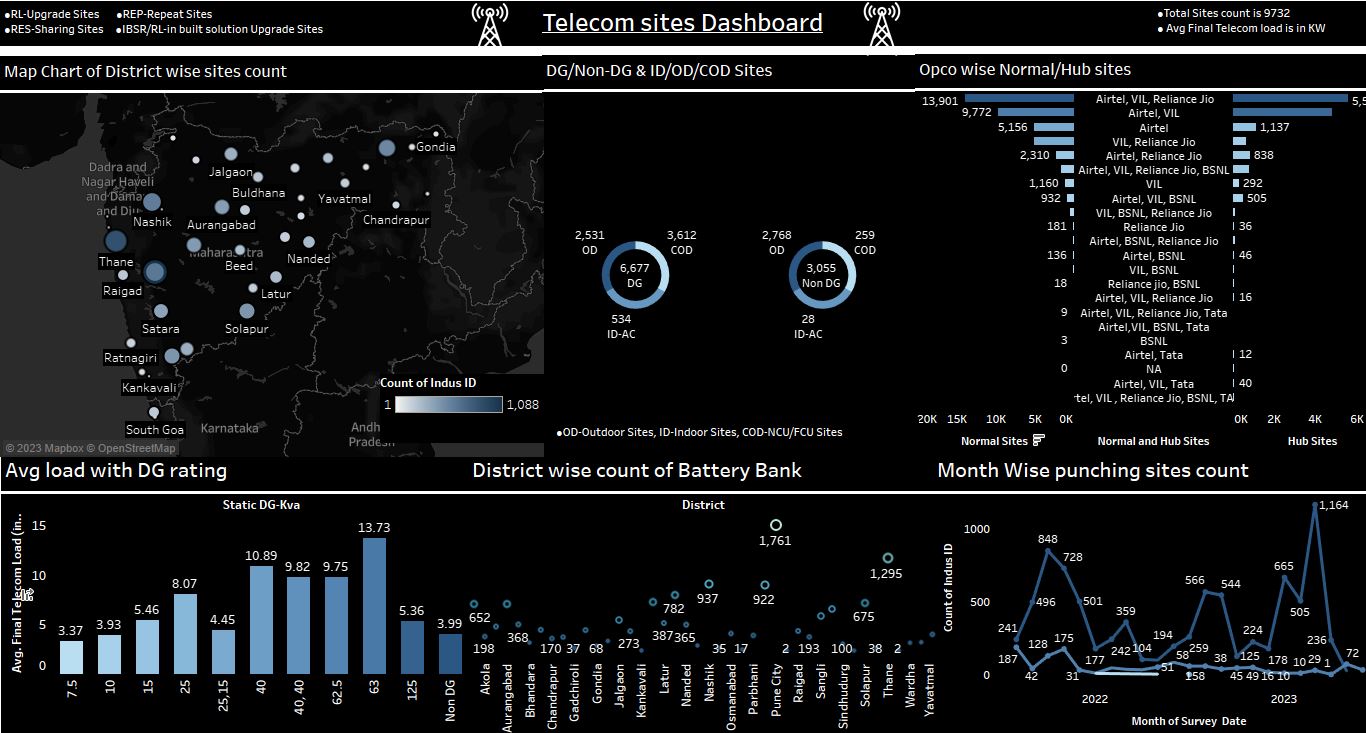 ●RL-Upgrade Sites ●REP-Repeat Sites
●RES-Sharing Sites ●IBSR/RL-in built solution Upgrade Sites
Telecom sites Dashboard
●Total Sites count is 9732
● Avg Final Telecom load is in KW
Map Chart of District wise sites count
Dadra and
Nagar Haveli
and Dama
and Diu
Gondia
Jalgaon
Buldhana
Yavatmal
Chandrapur
Nashik
Aurangabad
Maharashtra
Thane
Beed
Nanded
Raigad
Latur
Satara
Solapur
Ratnagiri
Kankavali
South Goa
Karnataka
Andh
Pradesh
Count of Indus ID
1 1,088
© 2023 Mapbox © OpenStreetMap
DG/Non-DG & ID/OD/COD Sites
2,531 3,612
OD COD
6,677
DG
534
ID-AC
2,768 259
OD COD
3,055
Non DG
28
ID-AC
●OD-Outdoor Sites, ID-Indoor Sites, COD-NCU/FCU Sites
Opco wise Normal/Hub sites
13,901 Airtel, VIL, Reliance Jio 5,5
9,772 Airtel, VIL
5,156 Airtel 1,137
VIL, Reliance Jio
2,310 Airtel, Reliance Jio 838
Airtel, VIL, Reliance Jio, BSNL
1,160 VIL 292
932 Airtel, VIL, BSNL 505
VIL, BSNL, Reliance Jio
181 Reliance Jio 36
Airtel, BSNL, Reliance Jio
136 Airtel, BSNL 46
VIL, BSNL
18 Reliance jio, BSNL
Airtel, VIL, Reliance Jio 16
9 Airtel, VIL, Reliance Jio, Tata
Airtel,VIL, BSNL, Tata
3 BSNL
Airtel, Tata 12
0 NA
Airtel, VIL, Tata 40
tel, VIL , Reliance Jio, BSNL, TA
20K 15K 10K 5K 0K 0K 2K 4K 6K
Normal Sites Normal and Hub Sites Hub Sites
Avg load with DG rating
Static DG-Kva
Avg. Final Telecom Load (in..
15
10
5
0
3.37 3.93 5.46 8.07 4.45 10.89 9.82 9.75 13.73 5.36 3.99
7.5 10 15 25 25,15 40 40, 40 62.5 63 125 Non DG
District wise count of Battery Bank
District
1,761
1,295
937 922
652 782 675
368 387 365
198 170 37 68 273 35 17 2 193 100 38 2
Akola Aurangabad Bhandara Chandrapur Gadchiroli Gondia Jalgaon Kankavali Latur Nanded Nashik Osmanabad Parbhani Pune City Raigad Sangli Sindhudurg Solapur Thane Wardha Yavatmal
Month Wise punching sites count
Count of Indus ID
1000
500
0
1,164
848
728
665
566 544
496 501 505
359
241 242 224 236
128 175 194 259
187 177 104 58 125 178 72
42 31 51 158 38 45 49 16 10 10 29 1
2022 2023
Month of Survey Date